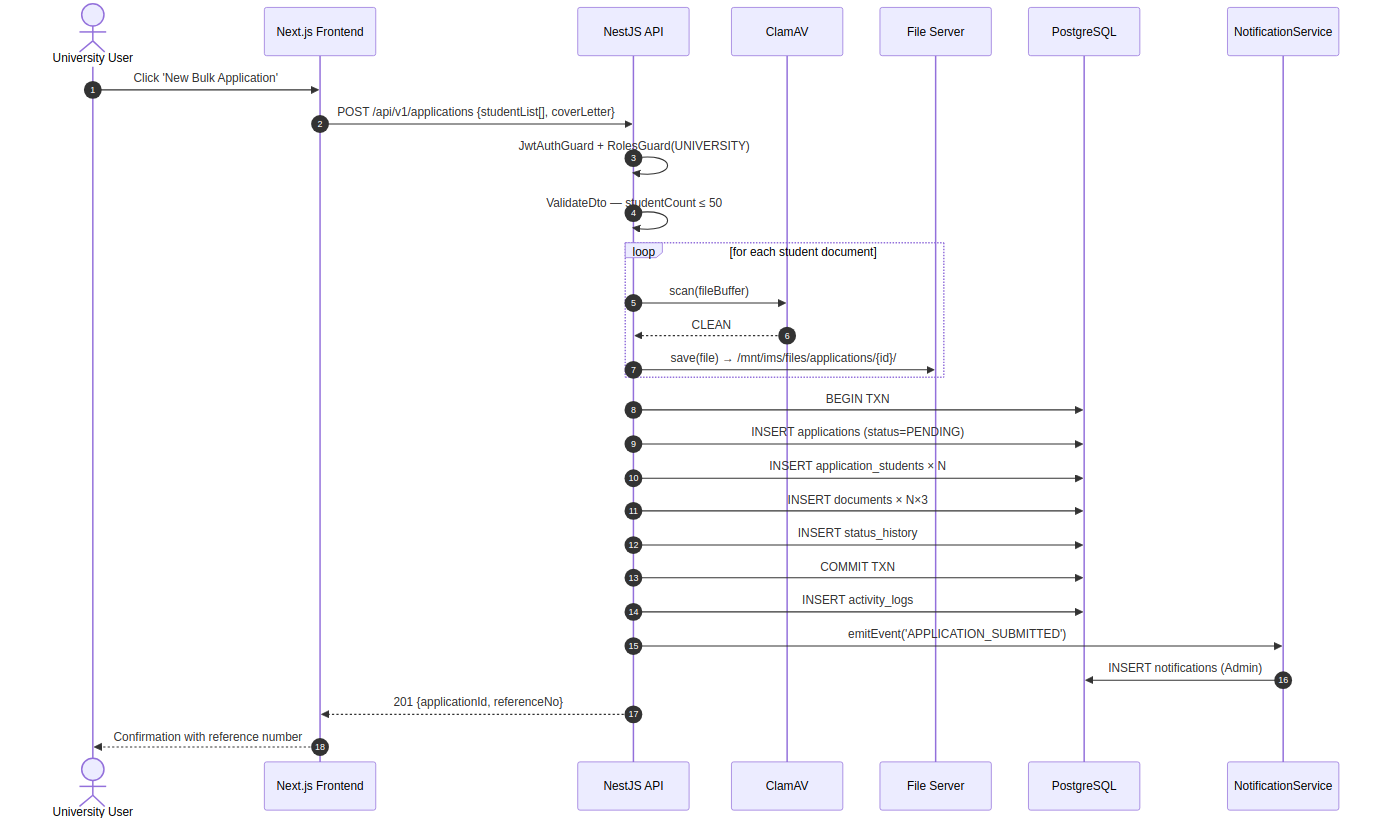 University User
Next.js Frontend
NestJS API
ClamAV
File Server
PostgreSQL
NotificationService
1
Click 'New Bulk Application'
2
POST /api/v1/applications {studentList[], coverLetter}
JwtAuthGuard + RolesGuard(UNIVERSITY)
3
ValidateDto — studentCount ≤ 50
4
loop
[for each student document]
scan(fileBuffer)
5
CLEAN
6
save(file) → /mnt/ims/files/applications/{id}/
7
BEGIN TXN
8
INSERT applications (status=PENDING)
9
INSERT application_students × N
10
INSERT documents × N×3
11
INSERT status_history
12
COMMIT TXN
13
INSERT activity_logs
14
emitEvent('APPLICATION_SUBMITTED')
15
INSERT notifications (Admin)
16
201 {applicationId, referenceNo}
17
Confirmation with reference number
18
University User
Next.js Frontend
NestJS API
ClamAV
File Server
PostgreSQL
NotificationService